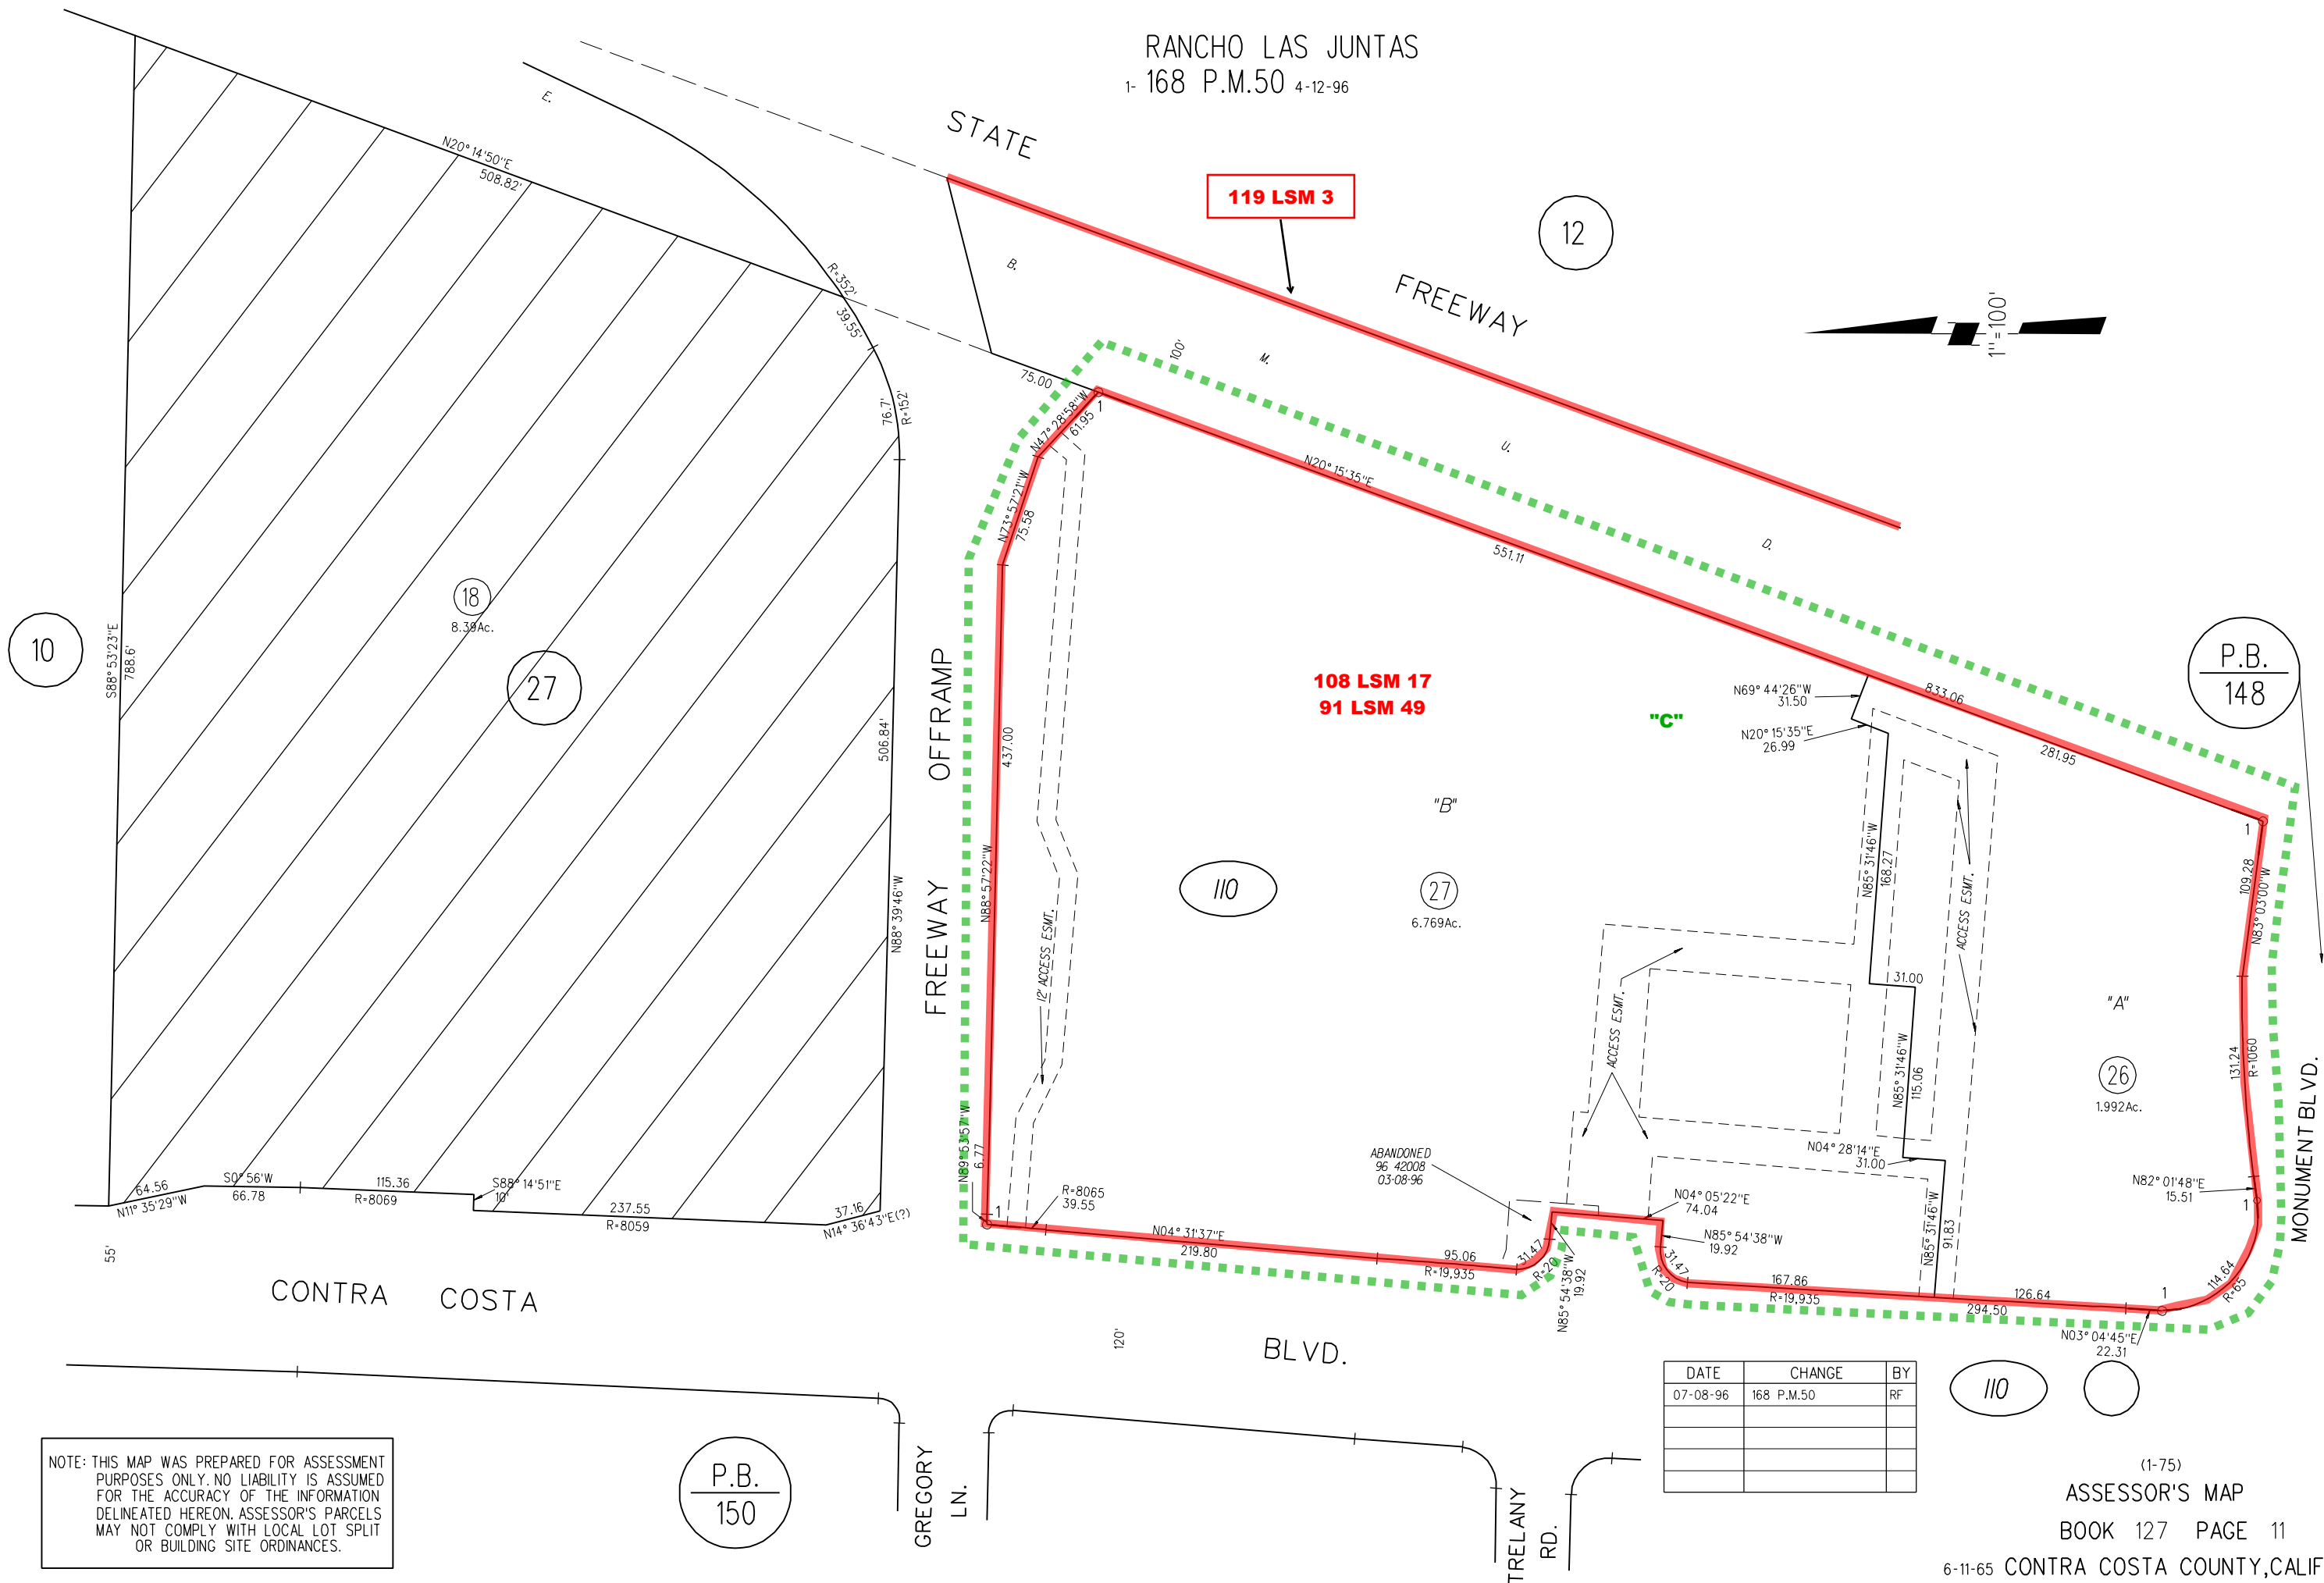 RANCHO LAS JUNTAS
1- 168 P.M.50 4-12-96
STATE
FREEWAY
119 LSM 3
12
E.
B.
M.
U.
D.
100'
1"=100'
N20°14'50"E
508.82'
R=352'
39.55'
76.7'
R=152'
75.00
N47°28'58"W
61.95
1
N73°57'21"W
75.58
N20°15'35"E
551.11
833.06
281.95
10
S88°53'23"E
788.6'
18
8.39Ac.
27
506.84'
N88°39'46"W
FREEWAY OFFRAMP
437.00
N88°57'22"W
N89°53'57"W
6.77
12' ACCESS ESMT.
108 LSM 17
91 LSM 49
"C"
"B"
110
27
6.769Ac.
N69°44'26"W
31.50
N20°15'35"E
26.99
N85°31'46"W
168.27
31.00
N85°31'46"W
115.06
N04°28'14"E
31.00
N85°31'46"W
91.83
ACCESS ESMT.
ACCESS ESMT.
P.B.
148
1
109.28
N83°03'00"W
"A"
26
1.992Ac.
131.24
R=1060
MONUMENT BLVD.
N82°01'48"E
15.51
1
114.64
R=65
1
126.64
294.50
N03°04'45"E
22.31
167.86
R=19,935
31.47
R=20
N85°54'38"W
19.92
N04°05'22"E
74.04
N85°54'38"W
19.92
31.47
R=20
ABANDONED
96 42008
03-08-96
95.06
R=19,935
N04°31'37"E
219.80
R=8065
39.55
1
64.56
N11°35'29"W
S0°56'W
66.78
115.36
R=8069
S88°14'51"E
10'
237.55
R=8059
37.16
N14°36'43"E(?)
55'
CONTRA COSTA BLVD.
120'
GREGORY
LN.
TRELANY
RD.
P.B.
150
NOTE: THIS MAP WAS PREPARED FOR ASSESSMENT
PURPOSES ONLY. NO LIABILITY IS ASSUMED
FOR THE ACCURACY OF THE INFORMATION
DELINEATED HEREON. ASSESSOR'S PARCELS
MAY NOT COMPLY WITH LOCAL LOT SPLIT
OR BUILDING SITE ORDINANCES.
DATE CHANGE BY
07-08-96 168 P.M.50 RF
110
(1-75)
ASSESSOR'S MAP
BOOK 127 PAGE 11
6-11-65 CONTRA COSTA COUNTY,CALIF